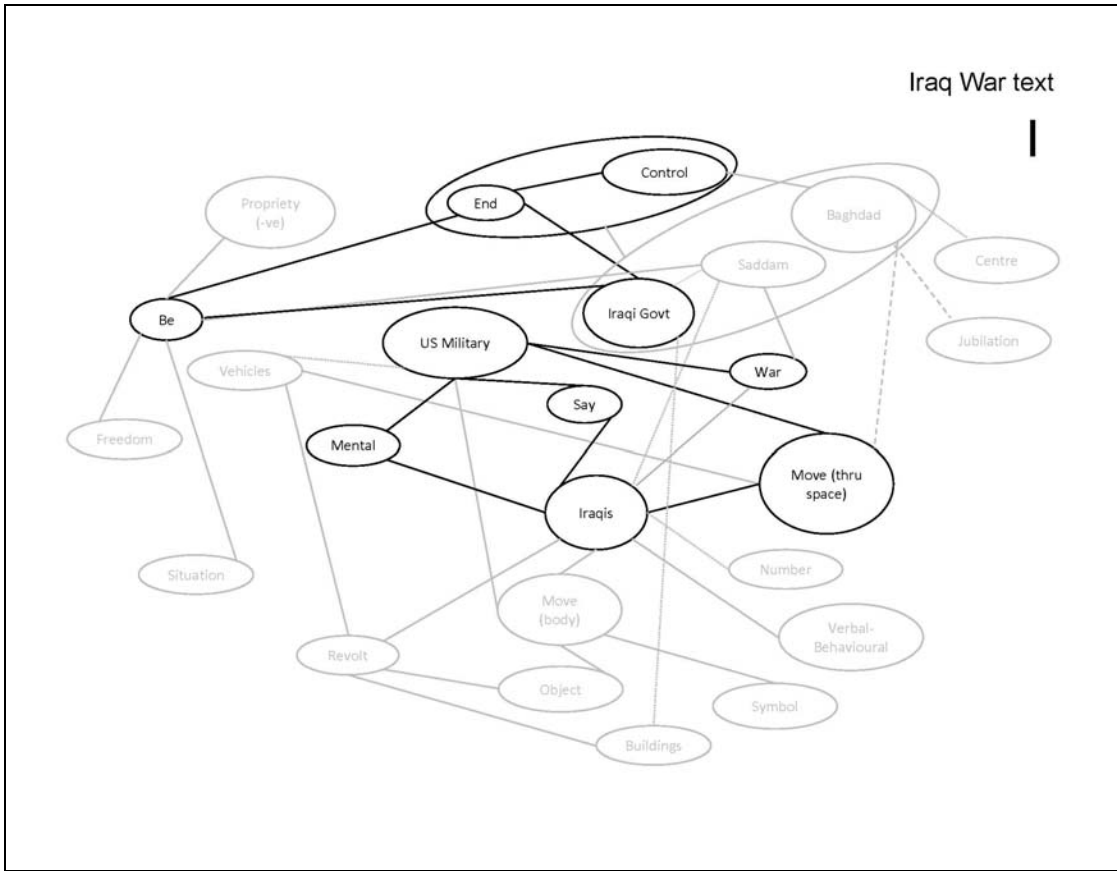 Iraq War text
I
Control
Propriety
(-ve)
End
Baghdad
Centre
Saddam
Be
Iraqi Govt
US Military
Jubilation
Vehicles
War
Say
Freedom
Mental
Move (thru
space)
Iraqis
Situation
Number
Move
(body)
Verbal-
Behavioural
Revolt
Object
Symbol
Buildings